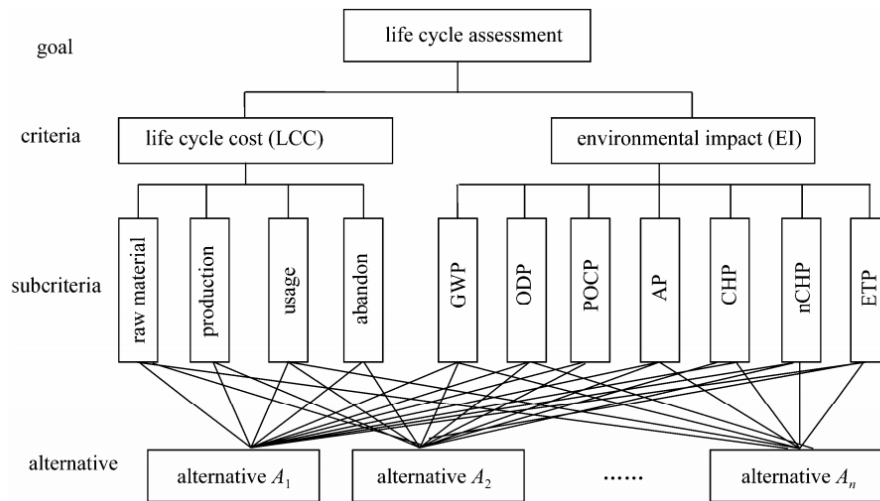 life cycle assessment
goal
criteria
life cycle cost (LCC)
environmental impact (EI)
subcriteria
raw material
production
usage
abandon
GWP
ODP
POCP
AP
CHP
nCHP
ETP
alternative
alternative A1
alternative A2
......
alternative An